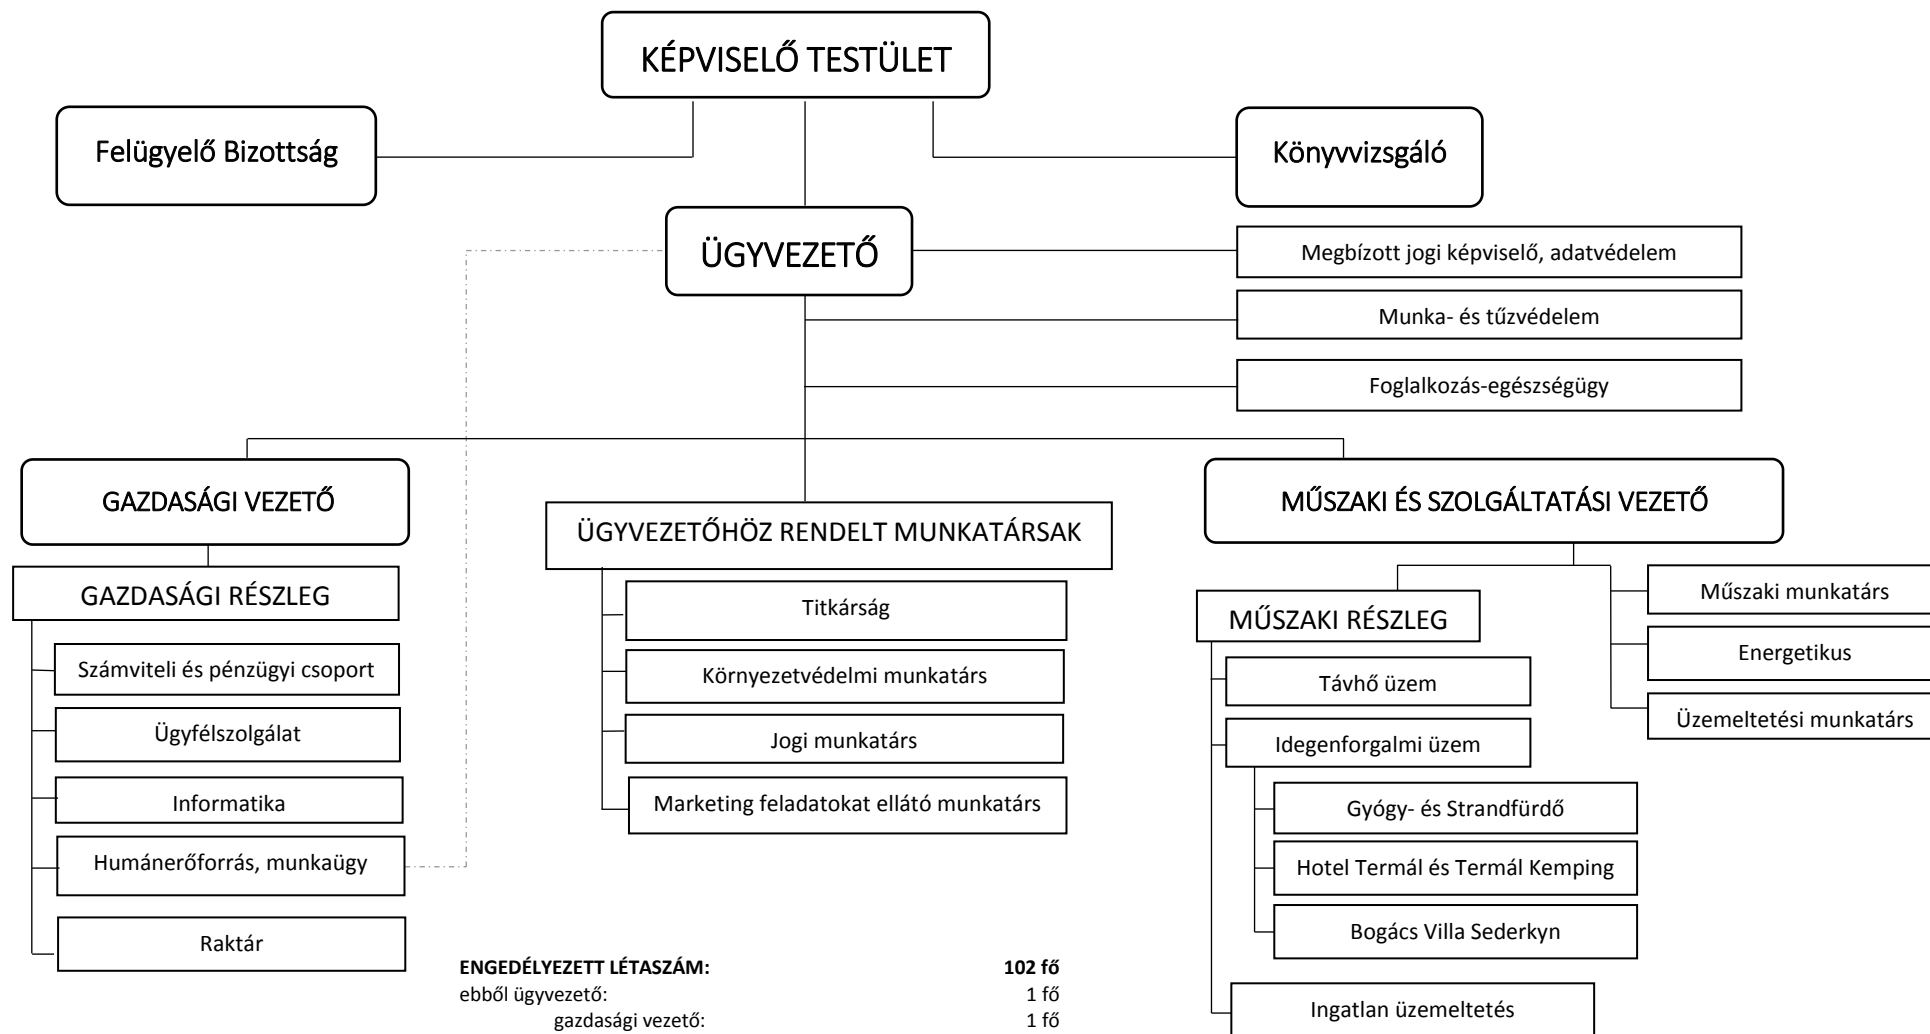 KÉPVISELŐ TESTÜLET
Felügyelő Bizottság
Könyvvizsgáló
ÜGYVEZETŐ
Megbízott jogi képviselő, adatvédelem
Munka- és tűzvédelem
Foglalkozás-egészségügy
GAZDASÁGI VEZETŐ
GAZDASÁGI RÉSZLEG
Számviteli és pénzügyi csoport
Ügyfélszolgálat
Informatika
Humánerőforrás, munkaügy
Raktár
ÜGYVEZETŐHÖZ RENDELT MUNKATÁRSAK
Titkárság
Környezetvédelmi munkatárs
Jogi munkatárs
Marketing feladatokat ellátó munkatárs
MŰSZAKI ÉS SZOLGÁLTATÁSI VEZETŐ
MŰSZAKI RÉSZLEG
Távhő üzem
Idegenforgalmi üzem
Gyógy- és Strandfürdő
Hotel Termál és Termál Kemping
Bogács Villa Sederkyn
Ingatlan üzemeltetés
Műszaki munkatárs
Energetikus
Üzemeltetési munkatárs
ENGEDÉLYEZETT LÉTASZÁM: 102 fő
ebből ügyvezető: 1 fő
gazdasági vezető: 1 fő